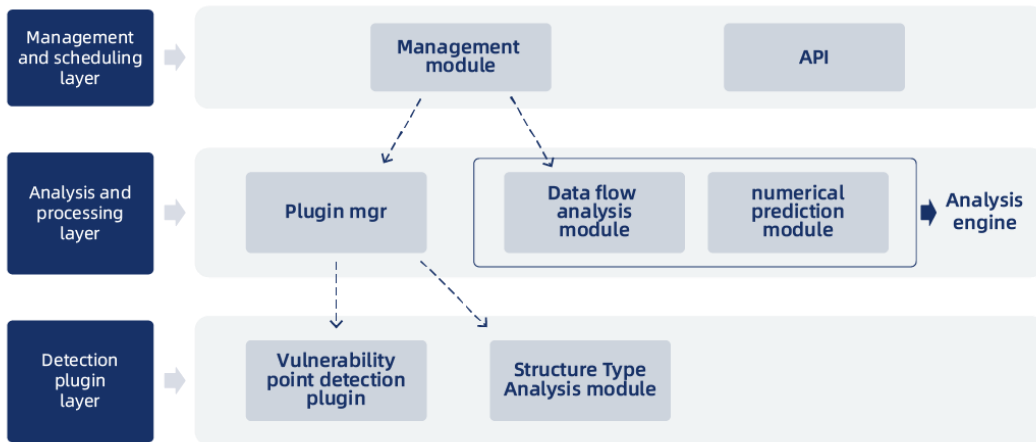 Management
and scheduling
layer
Management
module
API
Analysis and
processing
layer
Plugin mgr
Data flow
analysis
module
numerical
prediction
module
Analysis
engine
Detection
plugin
layer
Vulnerability
point detection
plugin
Structure Type
Analysis module